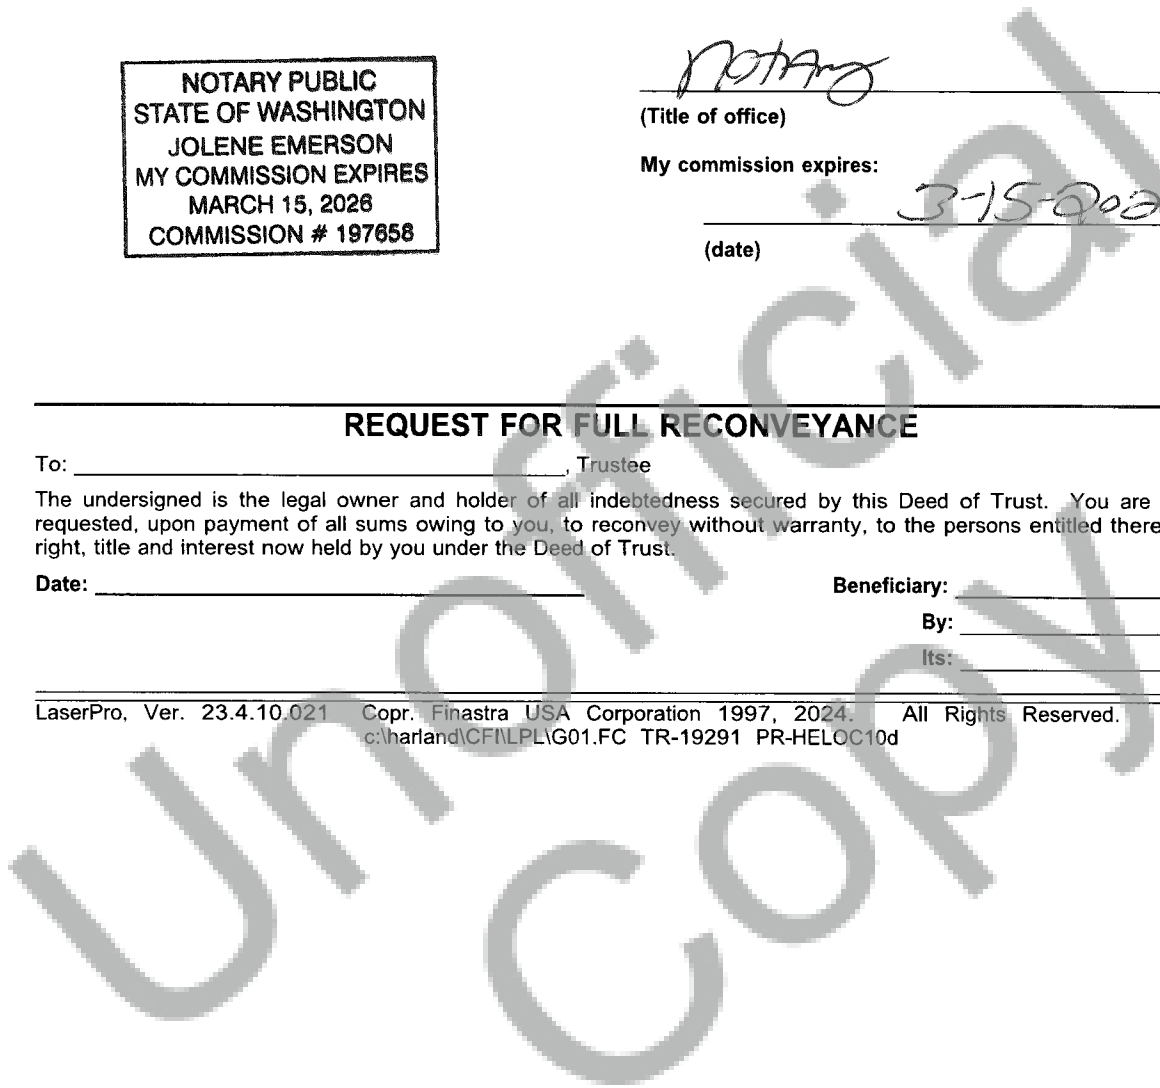 NOTARY PUBLIC
STATE OF WASHINGTON
JOLENE EMERSON
MY COMMISSION EXPIRES
MARCH 15, 2026
COMMISSION # 197658
Notary
(Title of office)
My commission expires:
3-15-202
(date)
REQUEST FOR FULL RECONVEYANCE
To: , Trustee
The undersigned is the legal owner and holder of all indebtedness secured by this Deed of Trust. You are
requested, upon payment of all sums owing to you, to reconvey without warranty, to the persons entitled there
right, title and interest now held by you under the Deed of Trust.
Date: Beneficiary:
By:
Its:
LaserPro, Ver. 23.4.10.021 Copr. Finastra USA Corporation 1997, 2024. All Rights Reserved.
c:\harland\CFI\LPL\G01.FC TR-19291 PR-HELOC10d
Unofficial
Copy